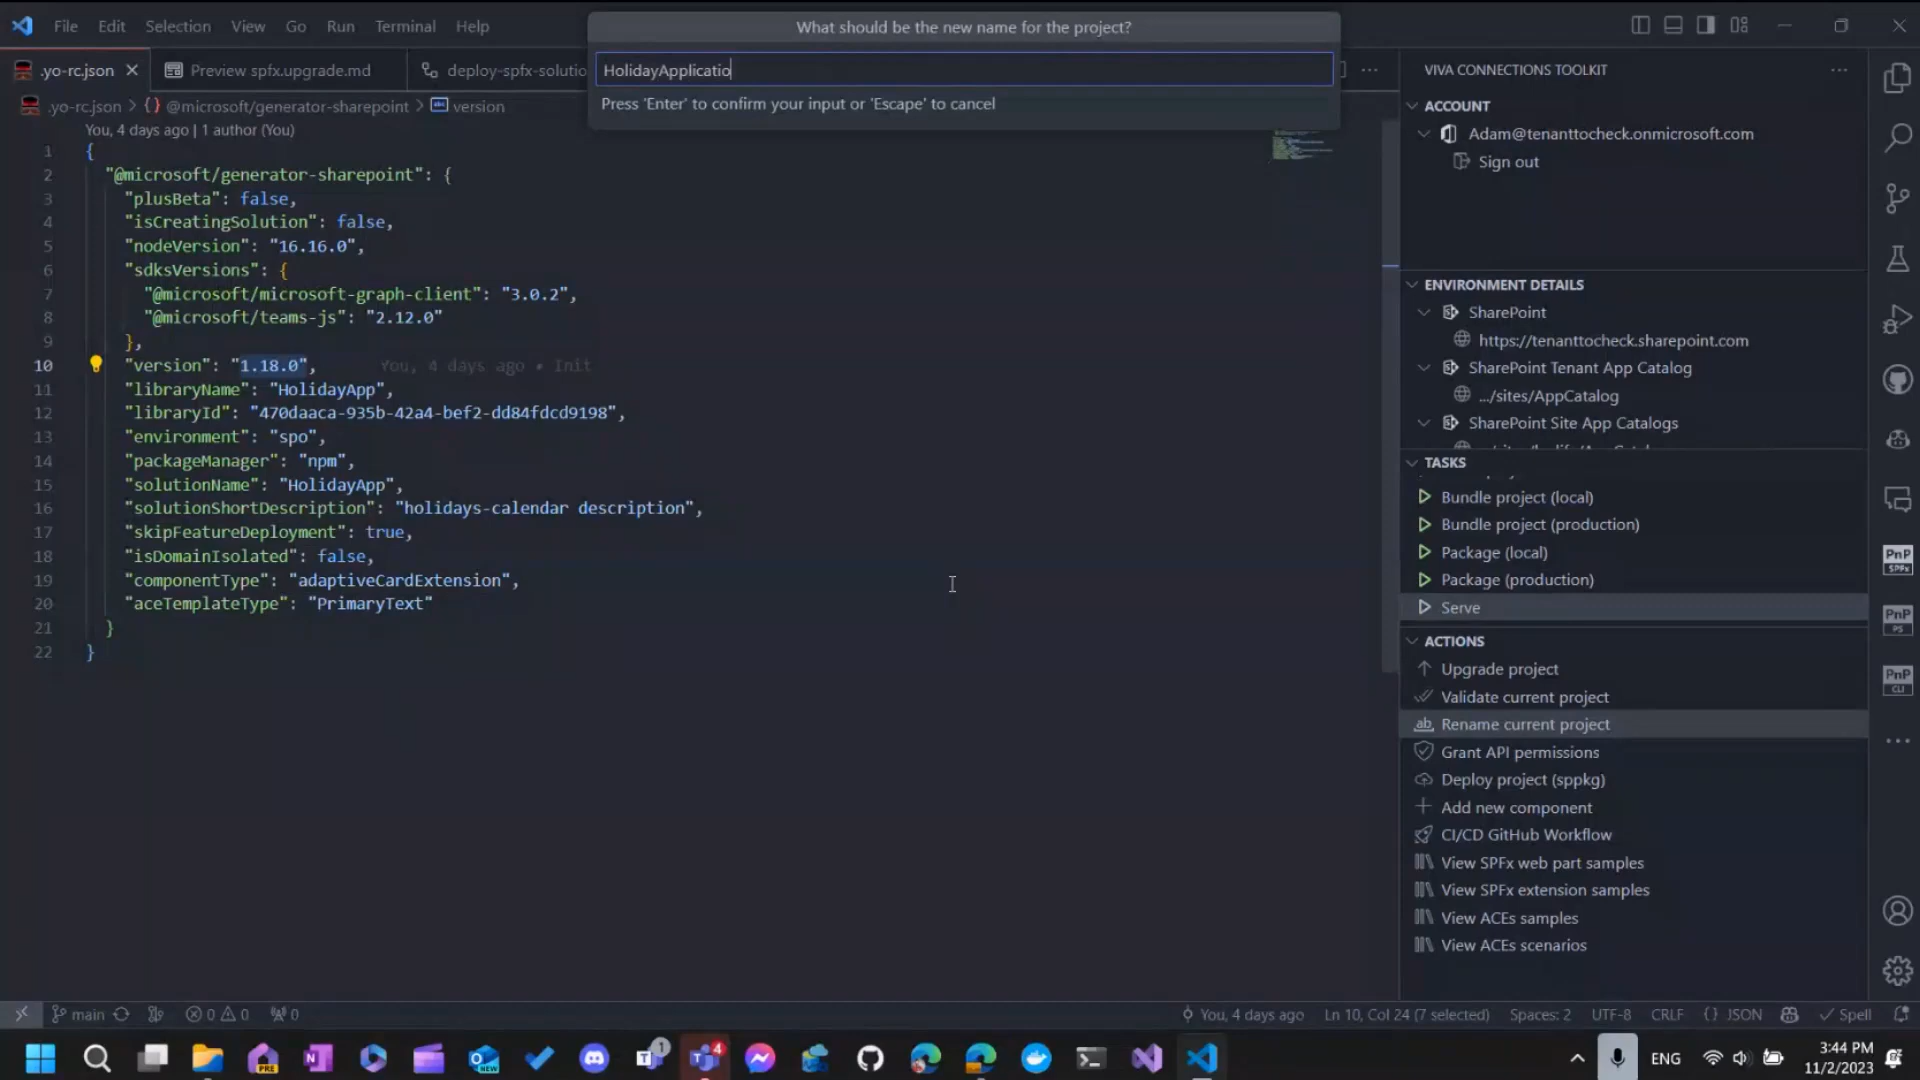 File Edit Selection View Go Run Terminal Help
What should be the new name for the project?
HolidayApplicatio
Press 'Enter' to confirm your input or 'Escape' to cancel
.yo-rc.json
Preview spfx.upgrade.md
deploy-spfx-solutio
.yo-rc.json > {} @microsoft/generator-sharepoint > version
You, 4 days ago | 1 author (You)
1 {
2 "@microsoft/generator-sharepoint": {
3 "plusBeta": false,
4 "isCreatingSolution": false,
5 "nodeVersion": "16.16.0",
6 "sdksVersions": {
7 "@microsoft/microsoft-graph-client": "3.0.2",
8 "@microsoft/teams-js": "2.12.0"
9 },
10 "version": "1.18.0", You, 4 days ago • Init
11 "libraryName": "HolidayApp",
12 "libraryId": "470daaca-935b-42a4-bef2-dd84fdcd9198",
13 "environment": "spo",
14 "packageManager": "npm",
15 "solutionName": "HolidayApp",
16 "solutionShortDescription": "holidays-calendar description",
17 "skipFeatureDeployment": true,
18 "isDomainIsolated": false,
19 "componentType": "adaptiveCardExtension",
20 "aceTemplateType": "PrimaryText"
21 }
22 }
VIVA CONNECTIONS TOOLKIT
ACCOUNT
Adam@tenanttocheck.onmicrosoft.com
Sign out
ENVIRONMENT DETAILS
SharePoint
https://tenanttocheck.sharepoint.com
SharePoint Tenant App Catalog
.../sites/AppCatalog
SharePoint Site App Catalogs
TASKS
Bundle project (local)
Bundle project (production)
Package (local)
Package (production)
Serve
ACTIONS
Upgrade project
Validate current project
ab Rename current project
Grant API permissions
Deploy project (sppkg)
Add new component
CI/CD GitHub Workflow
View SPFx web part samples
View SPFx extension samples
View ACEs samples
View ACEs scenarios
PnP SPFx
PnP PS
PnP CLI
main
0 0
0
You, 4 days ago
Ln 10, Col 24 (7 selected)
Spaces: 2
UTF-8
CRLF
{} JSON
Spell
PRE
NEW
1
4
ENG
3:44 PM
11/2/2023